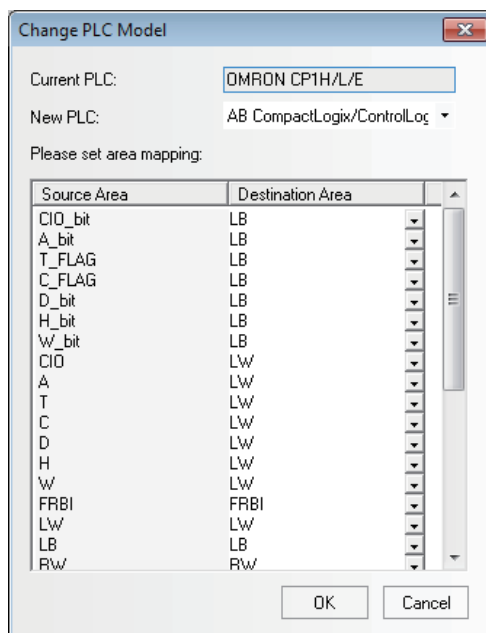 Change PLC Model
Current PLC: OMRON CP1H/L/E
New PLC: AB CompactLogix/ControlLog
Please set area mapping:
Source Area Destination Area
CIO_bit LB
A_bit LB
T_FLAG LB
C_FLAG LB
D_bit LB
H_bit LB
W_bit LB
CIO LW
A LW
T LW
C LW
D LW
H LW
W LW
FRBI FRBI
LW LW
LB LB
RW RW
OK Cancel